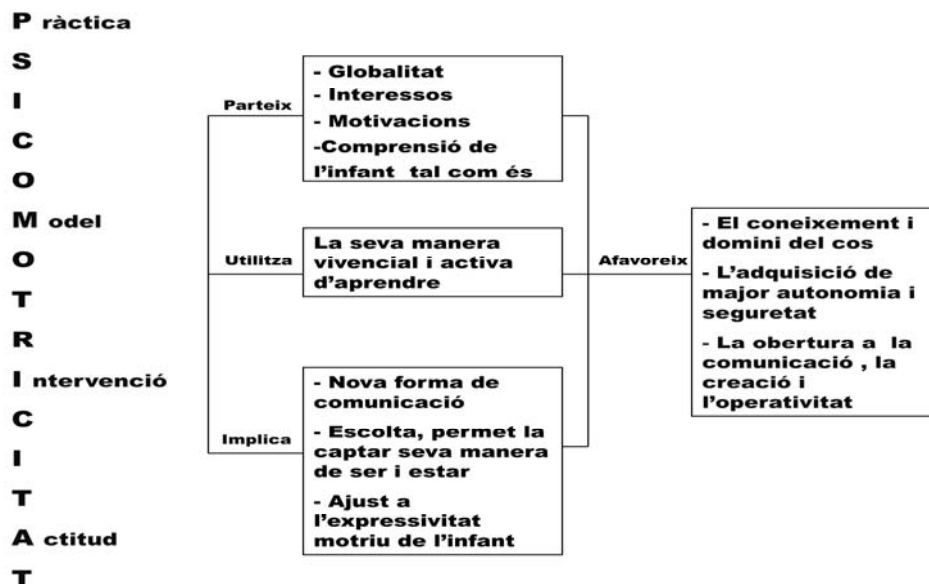 P ràctica
S
I
C
O
M odel
O
T
R
I ntervenció
C
I
T
A ctitud
T
Parteix
- Globalitat
- Interessos
- Motivacions
-Comprensió de
l'infant tal com és
Utilitza
La seva manera
vivencial i activa
d'aprendre
Implica
- Nova forma de
comunicació
- Escolta, permet la
captar seva manera
de ser i estar
- Ajust a
l'expressivitat
motriu de l'infant
Afavoreix
- El coneixement i
domini del cos
- L'adquisició de
major autonomia i
seguretat
- La obertura a la
comunicació , la
creació i
l'operativitat